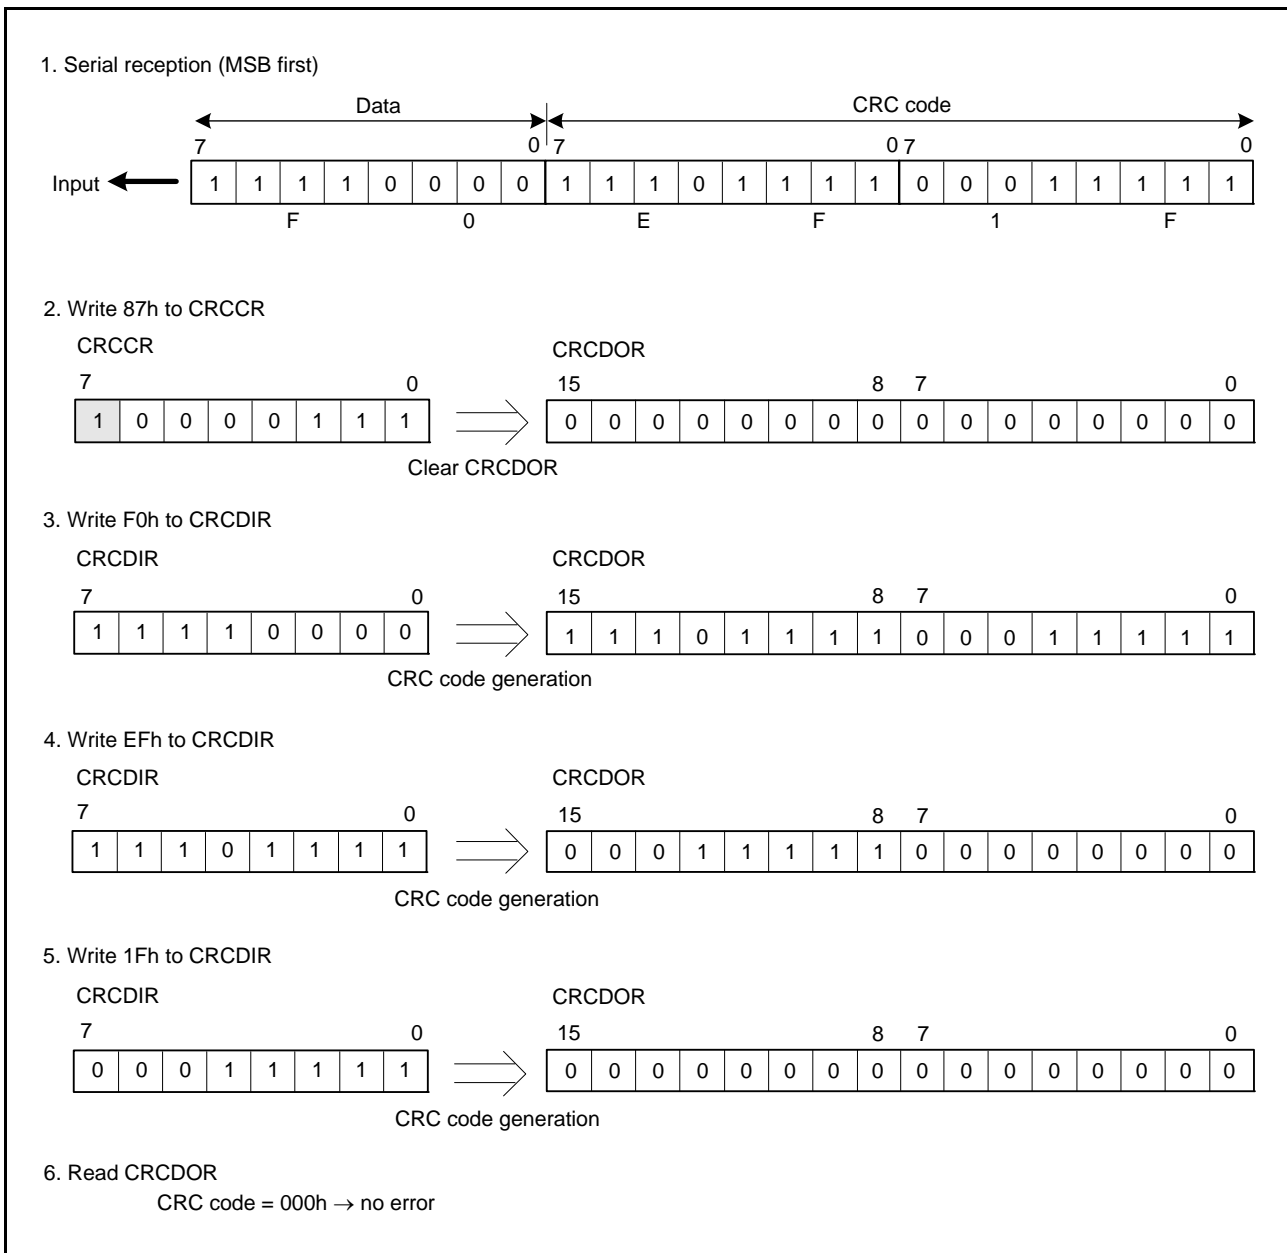 1. Serial reception (MSB first)
Data CRC code
7 0 7 0 7 0
Input 1 1 1 1 0 0 0 0 1 1 1 0 1 1 1 1 0 0 0 1 1 1 1 1
F 0 E F 1 F
2. Write 87h to CRCCR
CRCCR CRCDOR
7 0 15 8 7 0
1 0 0 0 0 1 1 1 0 0 0 0 0 0 0 0 0 0 0 0 0 0 0 0
Clear CRCDOR
3. Write F0h to CRCDIR
CRCDIR CRCDOR
7 0 15 8 7 0
1 1 1 1 0 0 0 0 1 1 1 0 1 1 1 1 0 0 0 1 1 1 1 1
CRC code generation
4. Write EFh to CRCDIR
CRCDIR CRCDOR
7 0 15 8 7 0
1 1 1 0 1 1 1 1 0 0 0 1 1 1 1 1 0 0 0 0 0 0 0 0
CRC code generation
5. Write 1Fh to CRCDIR
CRCDIR CRCDOR
7 0 15 8 7 0
0 0 0 1 1 1 1 1 0 0 0 0 0 0 0 0 0 0 0 0 0 0 0 0
CRC code generation
6. Read CRCDOR
CRC code = 000h → no error